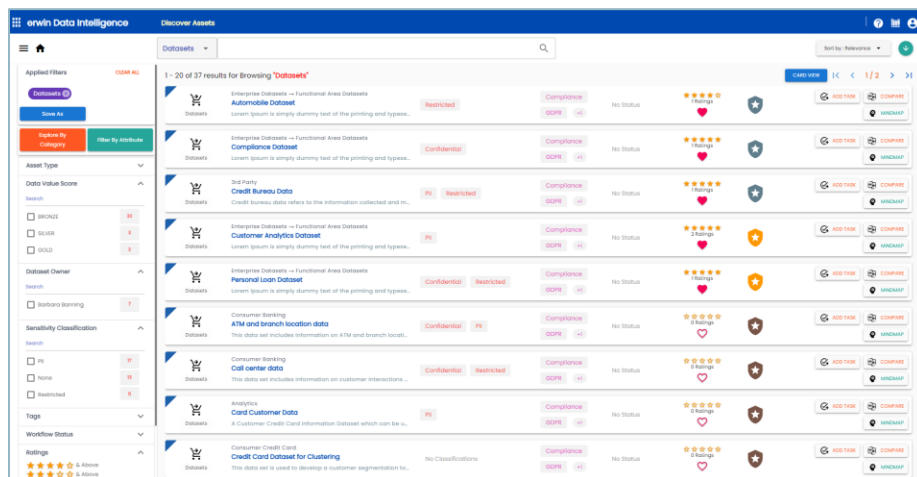 erwin Data Intelligence
Discover Assets
Datasets
Sort by : Relevance
Applied Filters
CLEAR ALL
Datasets
Save As
Explore By Category
Filter By Attribute
Asset Type
Data Value Score
Search
BRONZE
SILVER 3
GOLD
Dataset Owner
Search
Barbara Banning 7
Sensitivity Classification
Search
PII 17
None 13
Restricted
Tags
Workflow Status
Ratings
& Above
& Above
1 - 20 of 37 results for Browsing "Datasets"
CARD VIEW
1 / 2
Datasets
Enterprise Datasets → Functional Area Datasets
Automobile Dataset
Lorem Ipsum is simply dummy text of the printing and typese...
Restricted
Compliance
GDPR +1
No Status
1 Ratings
ADD TASK
COMPARE
MINDMAP
Datasets
Enterprise Datasets → Functional Area Datasets
Compliance Dataset
Lorem Ipsum is simply dummy text of the printing and typese...
Confidential
Compliance
GDPR +1
No Status
1 Ratings
ADD TASK
COMPARE
MINDMAP
Datasets
3rd Party
Credit Bureau Data
Credit bureau data refers to the information collected and m...
PII Restricted
Compliance
GDPR +1
No Status
1 Ratings
ADD TASK
COMPARE
MINDMAP
Datasets
Enterprise Datasets → Functional Area Datasets
Customer Analytics Dataset
Lorem Ipsum is simply dummy text of the printing and typese...
PII
Compliance
GDPR +1
No Status
2 Ratings
ADD TASK
COMPARE
MINDMAP
Datasets
Enterprise Datasets → Functional Area Datasets
Personal Loan Dataset
Lorem Ipsum is simply dummy text of the printing and typese...
Confidential Restricted
Compliance
GDPR +1
No Status
1 Ratings
ADD TASK
COMPARE
MINDMAP
Datasets
Consumer Banking
ATM and branch location data
This data set includes information on ATM and branch locati...
Confidential PII
Compliance
GDPR +1
No Status
0 Ratings
ADD TASK
COMPARE
MINDMAP
Datasets
Consumer Banking
Call center data
This data set includes information on customer interactions ...
Confidential Restricted
Compliance
GDPR +1
No Status
0 Ratings
ADD TASK
COMPARE
MINDMAP
Datasets
Analytics
Card Customer Data
A Customer Credit Card Information Dataset which can be u...
PII
Compliance
GDPR +1
No Status
0 Ratings
ADD TASK
COMPARE
MINDMAP
Datasets
Consumer Credit Card
Credit Card Dataset for Clustering
This data set is used to develop a customer segmentation to...
No Classifications
Compliance
GDPR +1
No Status
0 Ratings
ADD TASK
COMPARE
MINDMAP